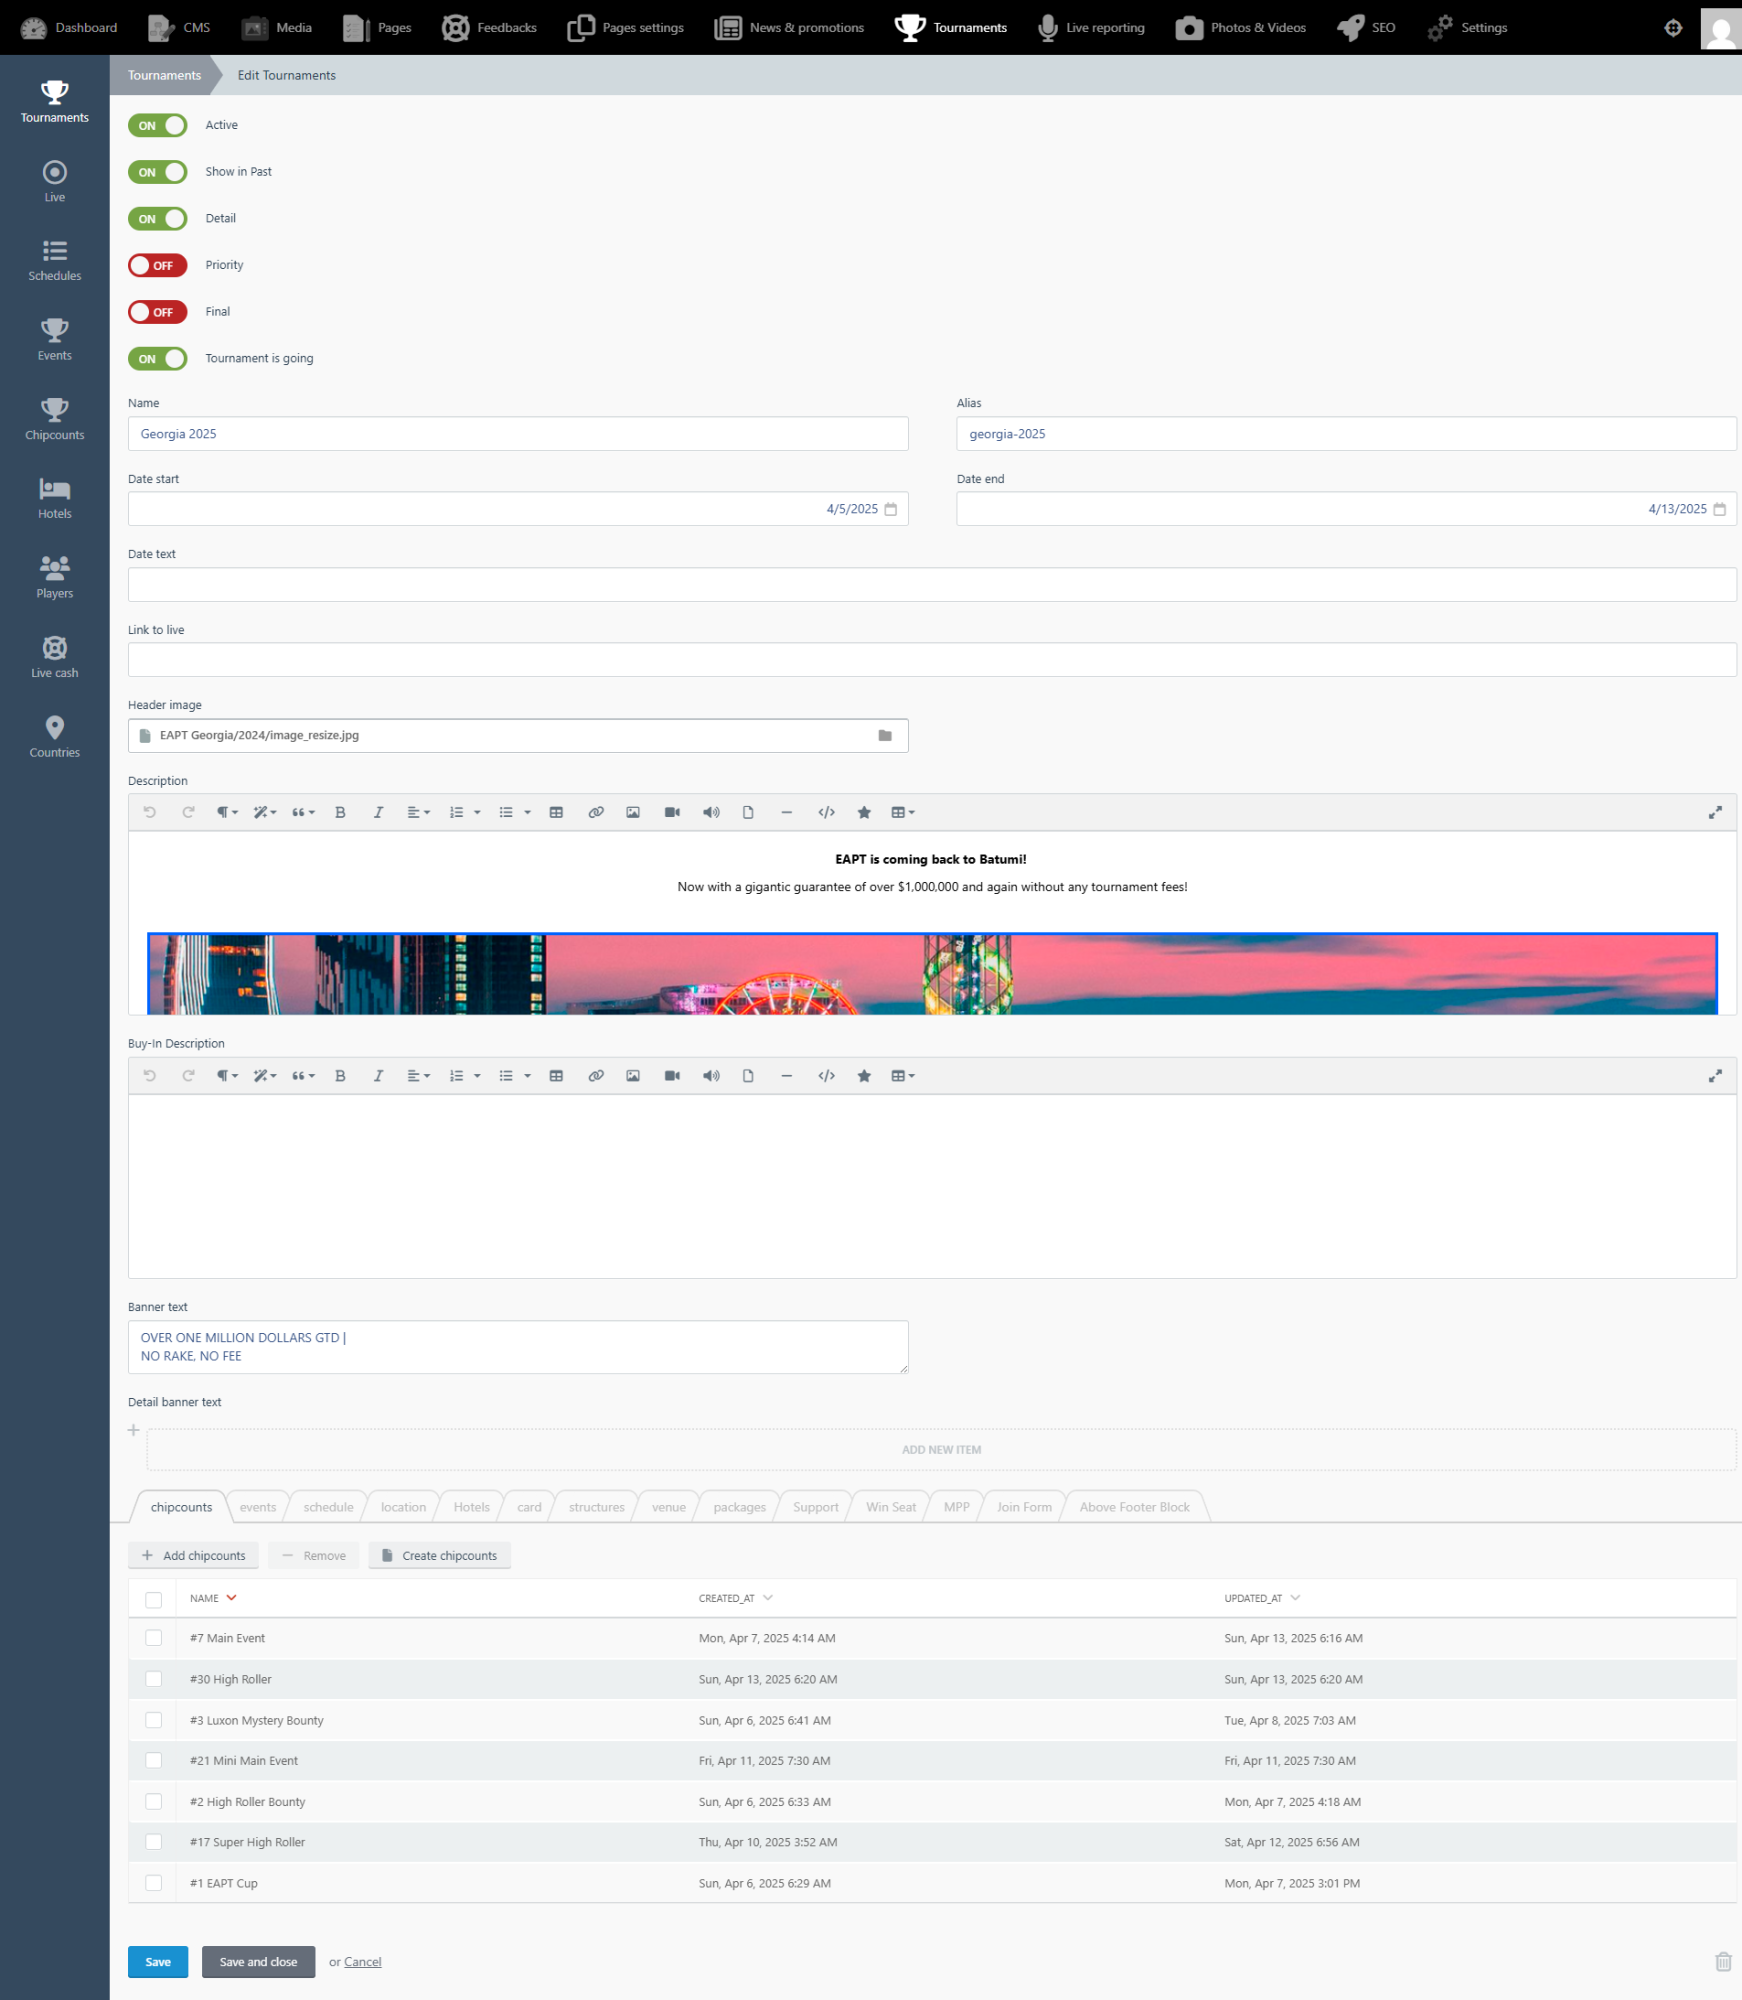 Dashboard CMS Media Pages Feedbacks Pages settings News & promotions Tournaments Live reporting Photos & Videos SEO Settings
Tournaments
Live
Schedules
Events
Chipcounts
Hotels
Players
Live cash
Countries
Tournaments Edit Tournaments
ON Active
ON Show in Past
ON Detail
OFF Priority
OFF Final
ON Tournament is going
Name Alias
Georgia 2025 georgia-2025
Date start Date end
4/5/2025 4/13/2025
Date text
Link to live
Header image
EAPT Georgia/2024/image_resize.jpg
Description
EAPT is coming back to Batumi!
Now with a gigantic guarantee of over $1,000,000 and again without any tournament fees!
Buy-In Description
Banner text
OVER ONE MILLION DOLLARS GTD |
NO RAKE, NO FEE
Detail banner text
ADD NEW ITEM
chipcounts events schedule location Hotels card structures venue packages Support Win Seat MPP Join Form Above Footer Block
Add chipcounts Remove Create chipcounts
NAME CREATED_AT UPDATED_AT
#7 Main Event Mon, Apr 7, 2025 4:14 AM Sun, Apr 13, 2025 6:16 AM
#30 High Roller Sun, Apr 13, 2025 6:20 AM Sun, Apr 13, 2025 6:20 AM
#3 Luxon Mystery Bounty Sun, Apr 6, 2025 6:41 AM Tue, Apr 8, 2025 7:03 AM
#21 Mini Main Event Fri, Apr 11, 2025 7:30 AM Fri, Apr 11, 2025 7:30 AM
#2 High Roller Bounty Sun, Apr 6, 2025 6:33 AM Mon, Apr 7, 2025 4:18 AM
#17 Super High Roller Thu, Apr 10, 2025 3:52 AM Sat, Apr 12, 2025 6:56 AM
#1 EAPT Cup Sun, Apr 6, 2025 6:29 AM Mon, Apr 7, 2025 3:01 PM
Save Save and close or Cancel